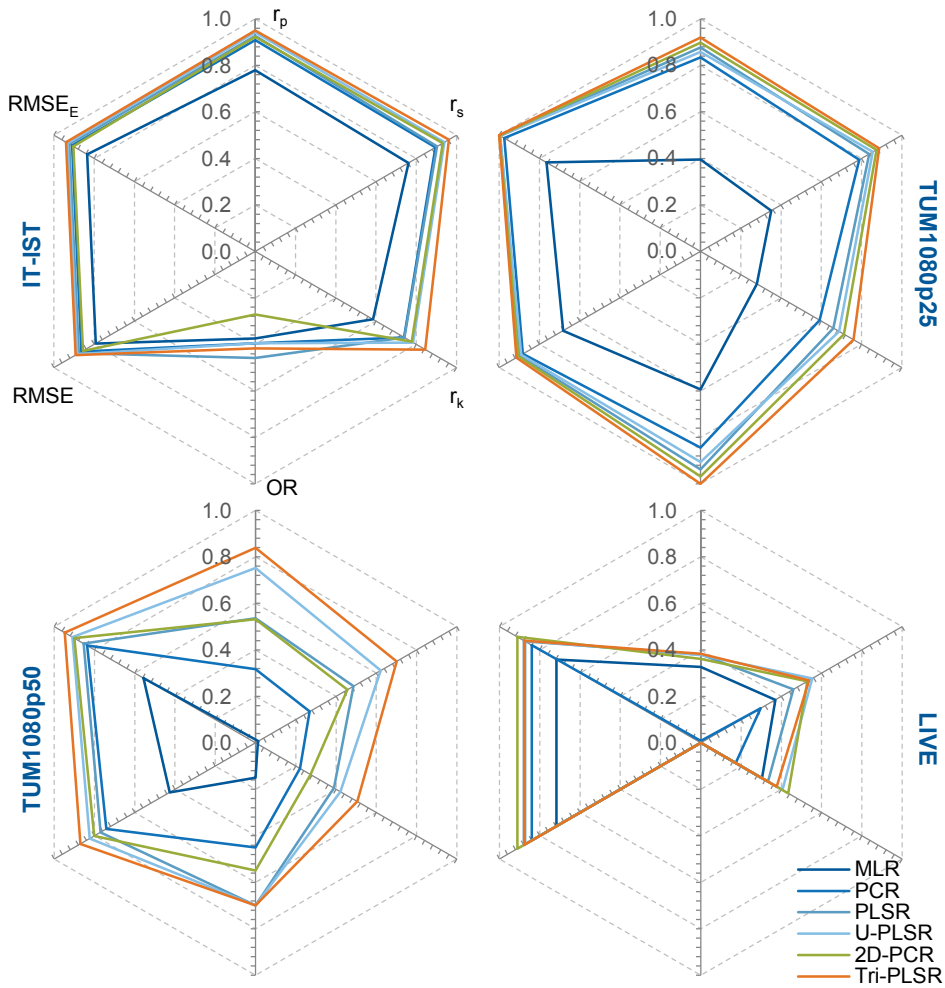 1.0
r_p
0.8
0.6
0.4
0.2
0.0
RMSE_E
r_s
IT-IST
RMSE
r_k
OR
1.0
0.8
0.6
0.4
0.2
0.0
TUM1080p25
1.0
0.8
0.6
0.4
0.2
0.0
TUM1080p50
1.0
0.8
0.6
0.4
0.2
0.0
LIVE
MLR
PCR
PLSR
U-PLSR
2D-PCR
Tri-PLSR